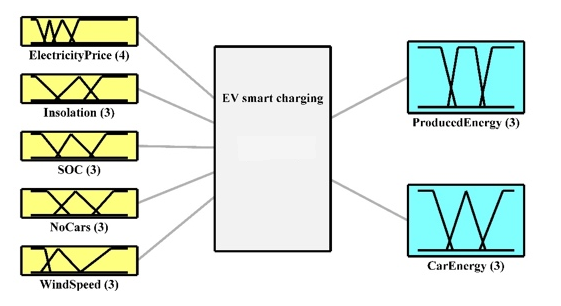 ElectricityPrice (4)
Insolation (3)
SOC (3)
NoCars (3)
WindSpeed (3)
EV smart charging
ProducedEnergy (3)
CarEnergy (3)